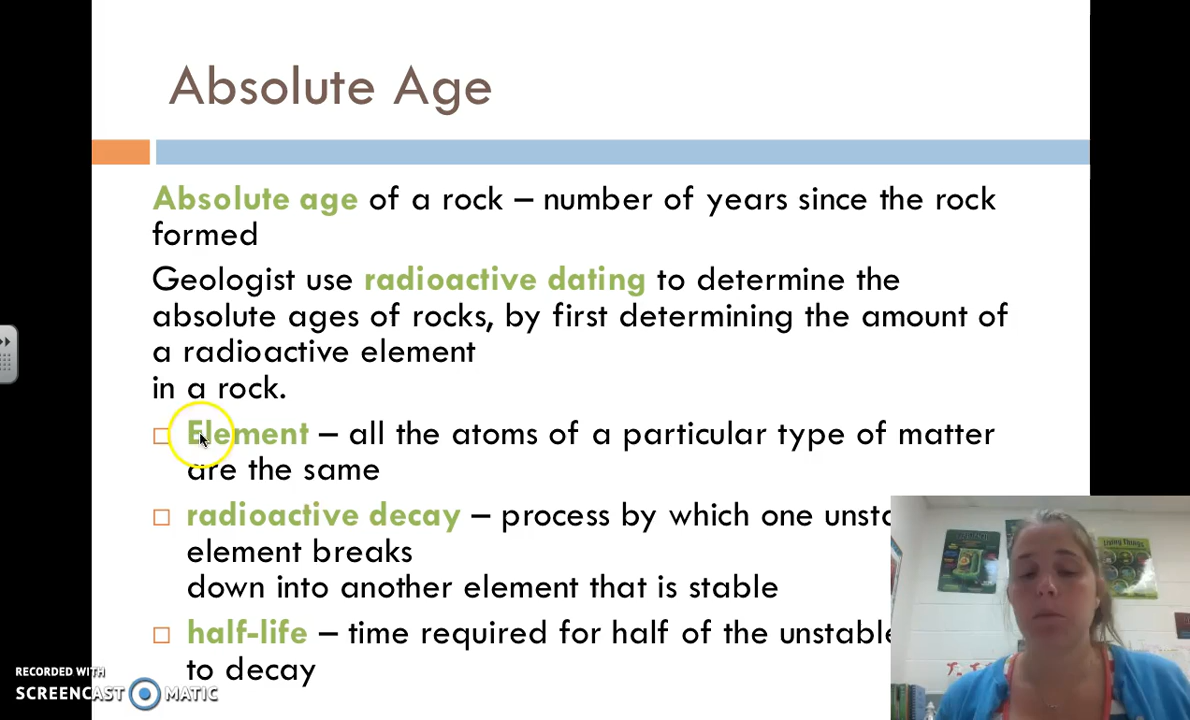 Absolute Age
Absolute age of a rock – number of years since the rock
formed
Geologist use radioactive dating to determine the
absolute ages of rocks, by first determining the amount of
a radioactive element
in a rock.
Element – all the atoms of a particular type of matter
are the same
radioactive decay – process by which one
element breaks
down into another element that is stable
half-life – time required for half of the unstable
to decay
RECORDED WITH
SCREENCAST MATIC
Living Things